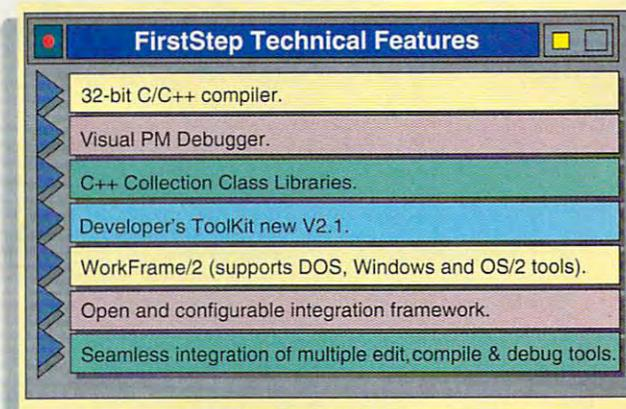 FirstStep Technical Features
32-bit C/C++ compiler.
Visual PM Debugger.
C++ Collection Class Libraries.
Developer's ToolKit new V2.1.
WorkFrame/2 (supports DOS, Windows and OS/2 tools).
Open and configurable integration framework.
Seamless integration of multiple edit,compile & debug tools.